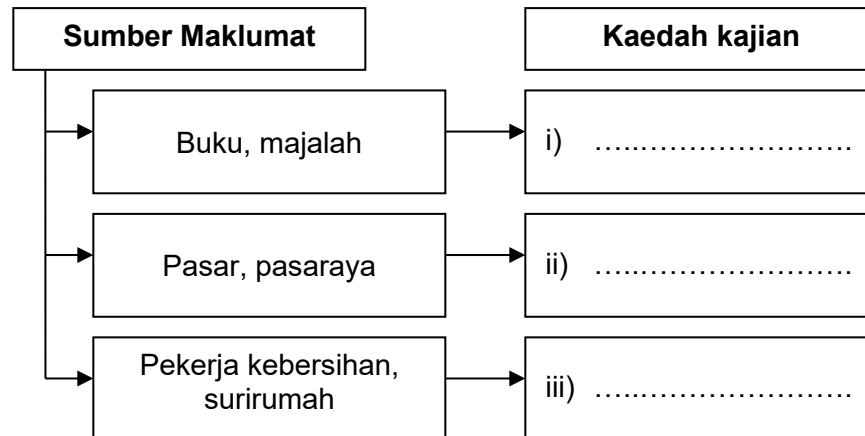 Sumber Maklumat
Kaedah kajian
Buku, majalah
i) …..………………….
Pasar, pasaraya
ii) …..………………….
Pekerja kebersihan,
surirumah
iii) …..………………….